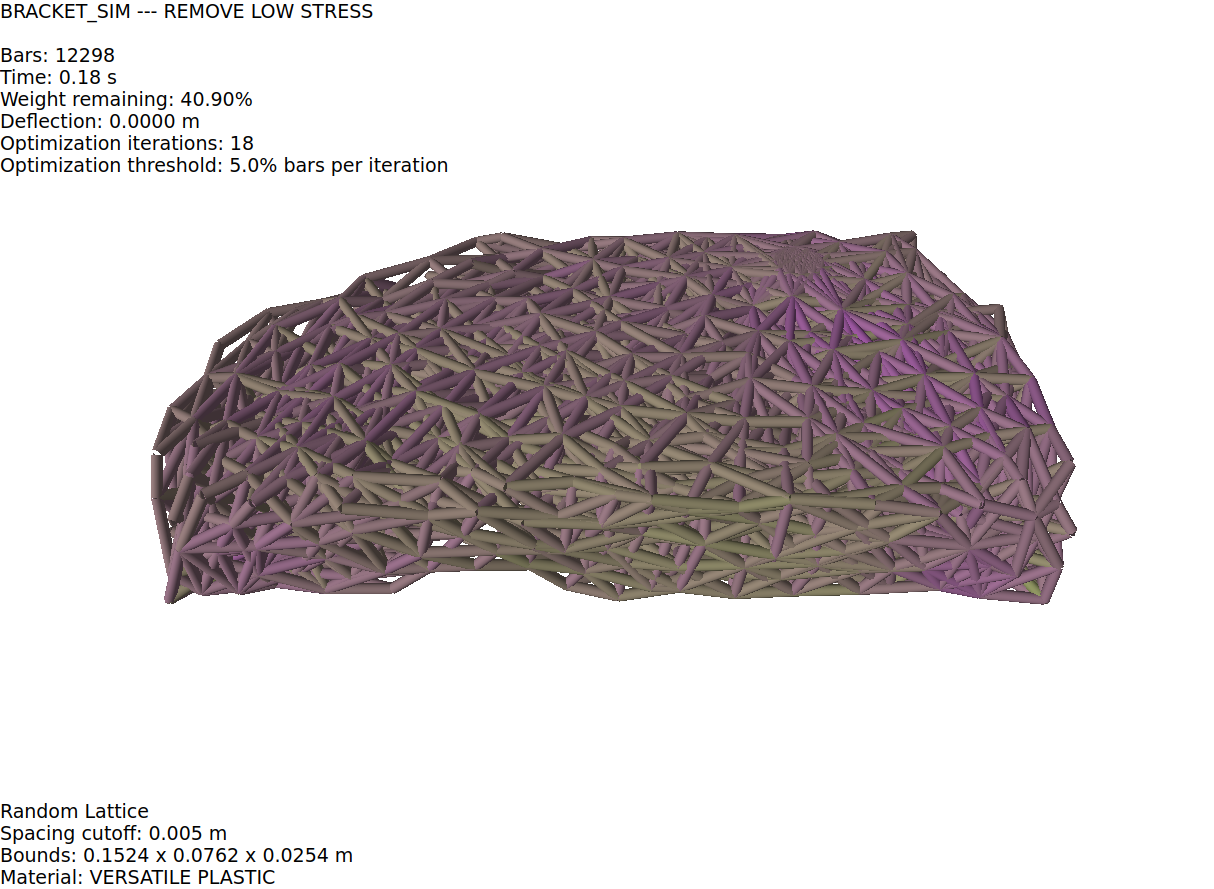 BRACKET_SIM --- REMOVE LOW STRESS
Bars: 12298
Time: 0.18 s
Weight remaining: 40.90%
Deflection: 0.0000 m
Optimization iterations: 18
Optimization threshold: 5.0% bars per iteration
Random Lattice
Spacing cutoff: 0.005 m
Bounds: 0.1524 x 0.0762 x 0.0254 m
Material: VERSATILE PLASTIC